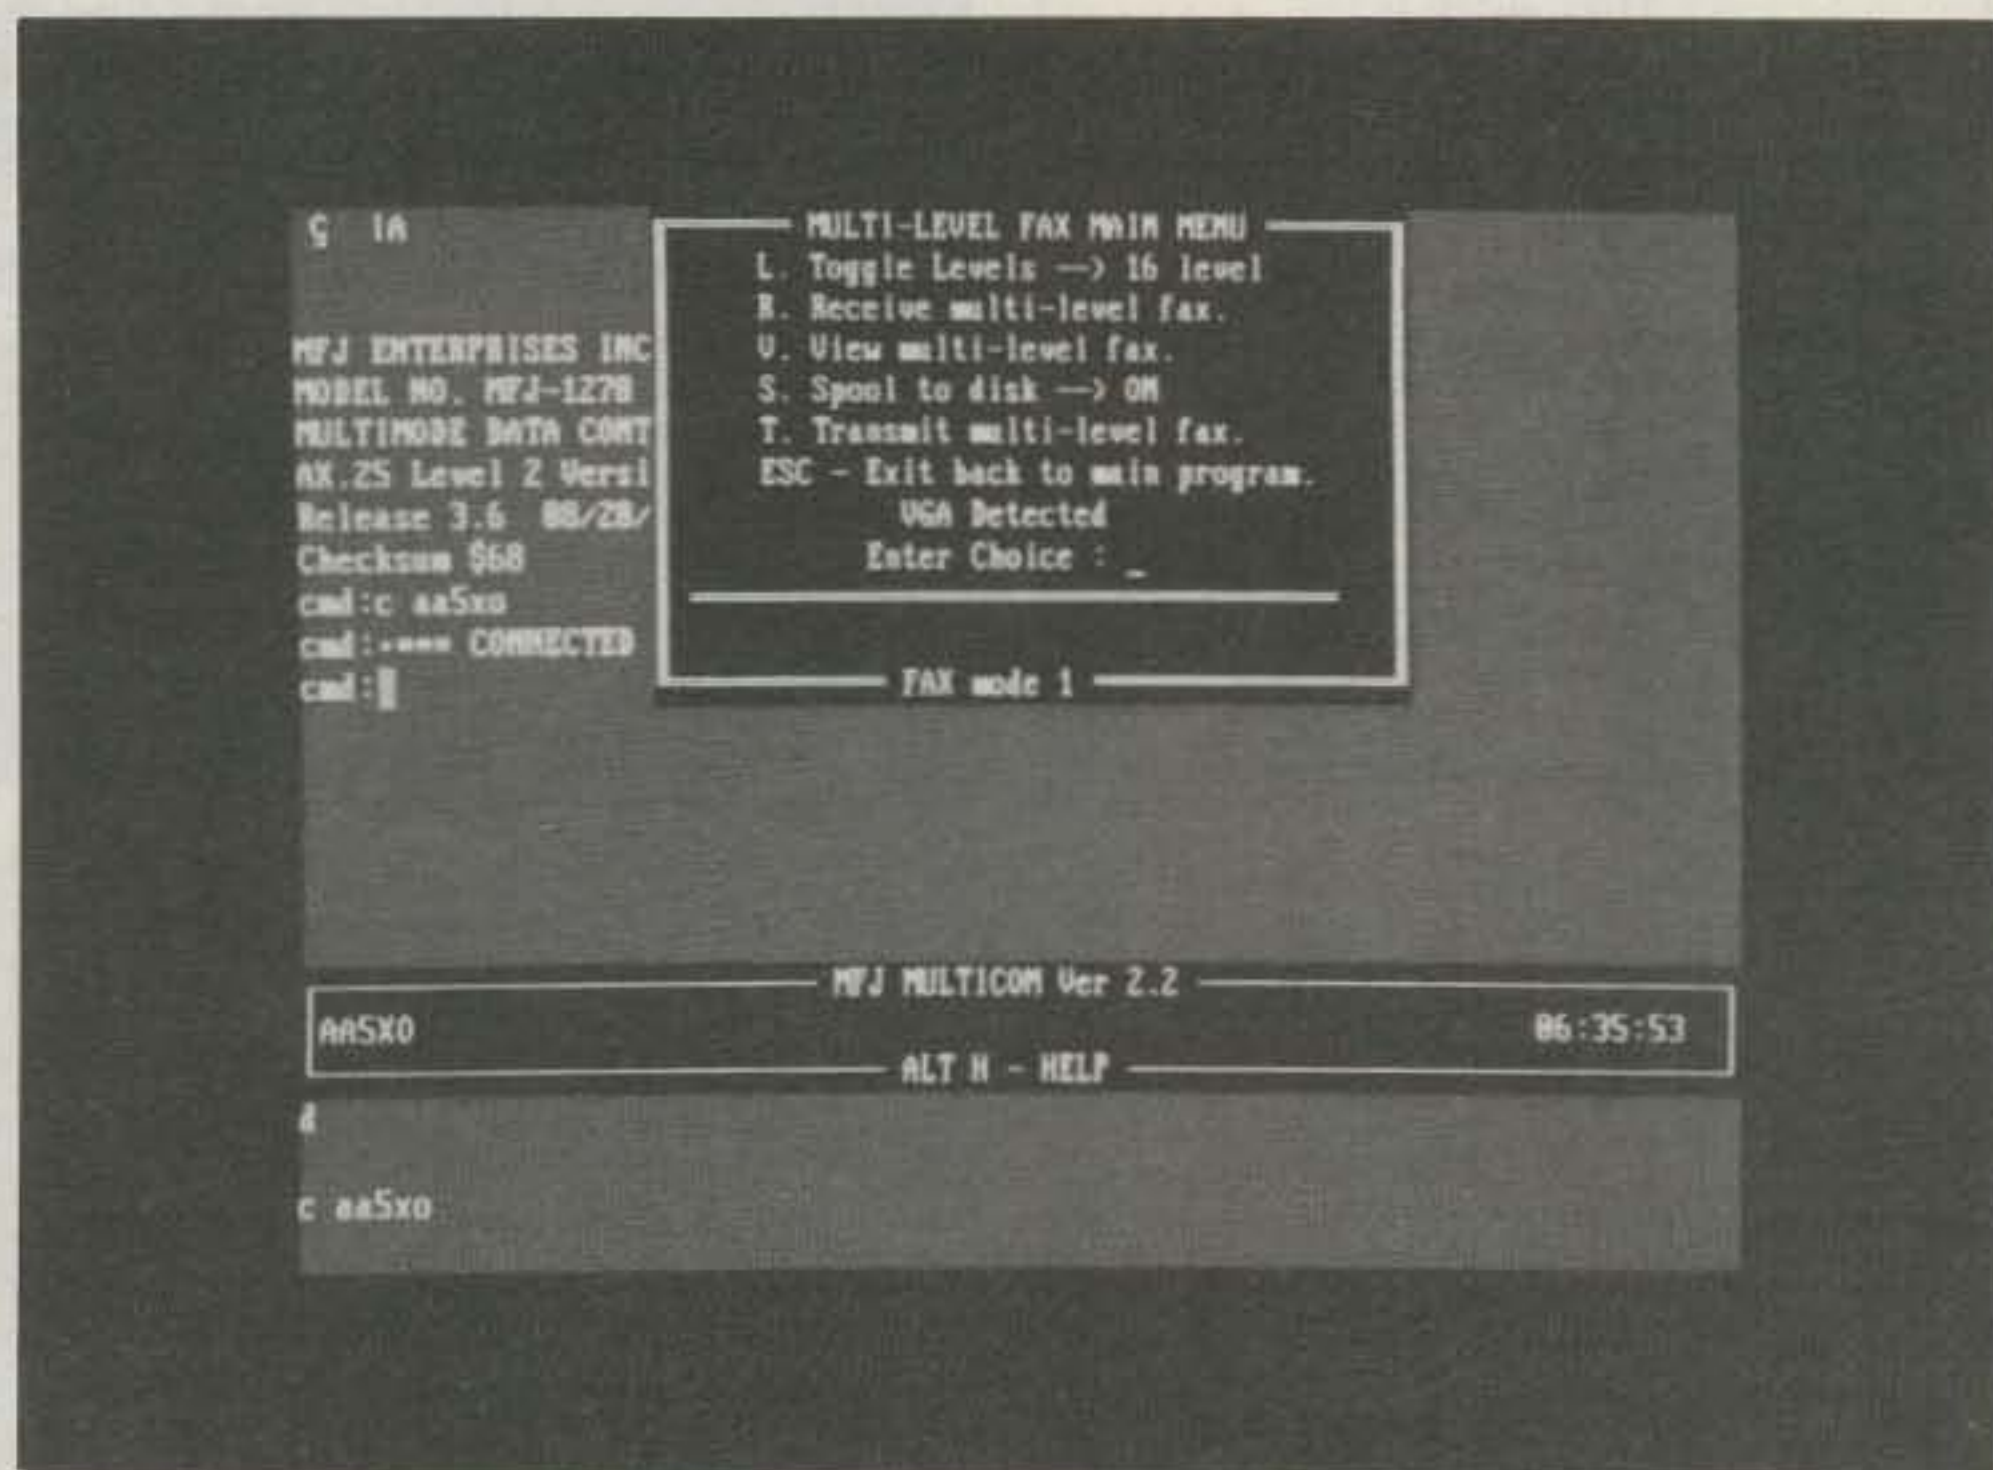 MULTI-LEVEL FAX MAIN MENU
L. Toggle Levels —> 16 level
R. Receive multi-level fax.
V. View multi-level fax.
S. Spool to disk —> ON
T. Transmit multi-level fax.
ESC - Exit back to main program.
VGA Detected
Enter Choice : _
FAX mode 1
MFJ ENTERPRISES INC
MODEL NO. MFJ-1278
MULTIMODE DATA CONT
AX.25 Level 2 Versi
Release 3.6 08/28/
Checksum $68
cmd:c aa5xo
cmd:*** CONNECTED
cmd:
MFJ MULTICOM Ver 2.2
AA5XO
06:35:53
ALT H - HELP
c aa5xo